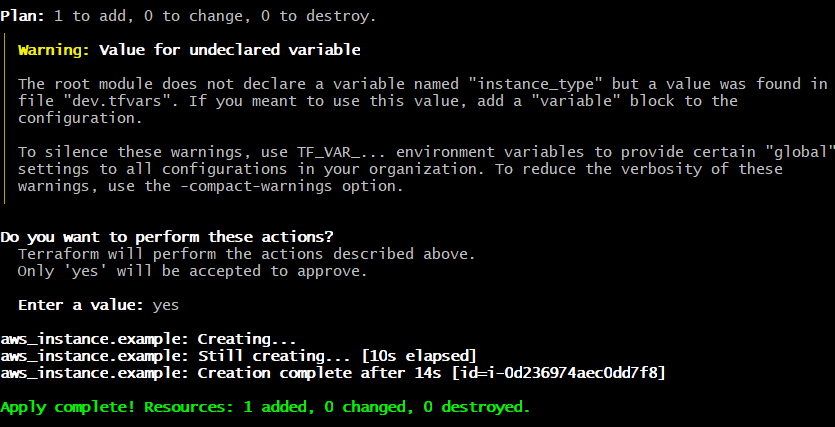 Plan: 1 to add, 0 to change, 0 to destroy.
Warning: Value for undeclared variable
The root module does not declare a variable named "instance_type" but a value was found in
file "dev.tfvars". If you meant to use this value, add a "variable" block to the
configuration.
To silence these warnings, use TF_VAR_... environment variables to provide certain "global"
settings to all configurations in your organization. To reduce the verbosity of these
warnings, use the -compact-warnings option.
Do you want to perform these actions?
Terraform will perform the actions described above.
Only 'yes' will be accepted to approve.
Enter a value: yes
aws_instance.example: Creating...
aws_instance.example: Still creating... [10s elapsed]
aws_instance.example: Creation complete after 14s [id=i-0d236974aec0dd7f8]
Apply complete! Resources: 1 added, 0 changed, 0 destroyed.